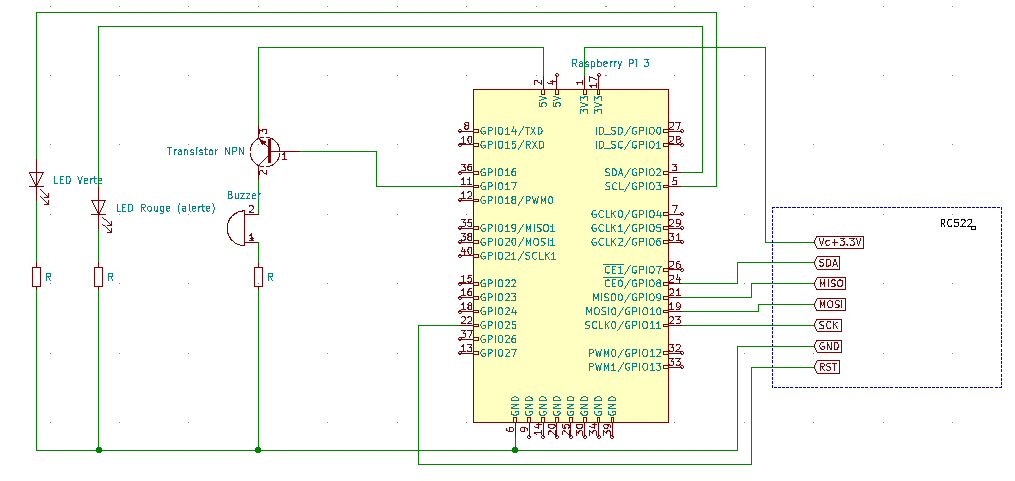 Raspberry Pi 3
2 4 1 17
5V 5V 3V3 3V3
8 GPIO14/TXD ID_SD/GPIO0 27
10 GPIO15/RXD ID_SC/GPIO1 28
Transistor NPN 3 1 2
36 GPIO16 SDA/GPIO2 3
11 GPIO17 SCL/GPIO3 5
12 GPIO18/PWM0
LED Verte
LED Rouge (alerte)
Buzzer
2
1
GCLK0/GPIO4 7
35 GPIO19/MISO1 GCLK1/GPIO5 29
38 GPIO20/MOSI1 GCLK2/GPIO6 31
40 GPIO21/SCLK1
CE1/GPIO7 26
15 GPIO22 CE0/GPIO8 24
16 GPIO23 MISO0/GPIO9 21
18 GPIO24 MOSI0/GPIO10 19
22 GPIO25 SCLK0/GPIO11 23
37 GPIO26
13 GPIO27
PWM0/GPIO12 32
PWM1/GPIO13 33
R R R
GND GND GND GND GND GND GND GND
6 9 14 20 25 30 34 39
RC522
Vc+3.3V
SDA
MISO
MOSI
SCK
GND
RST